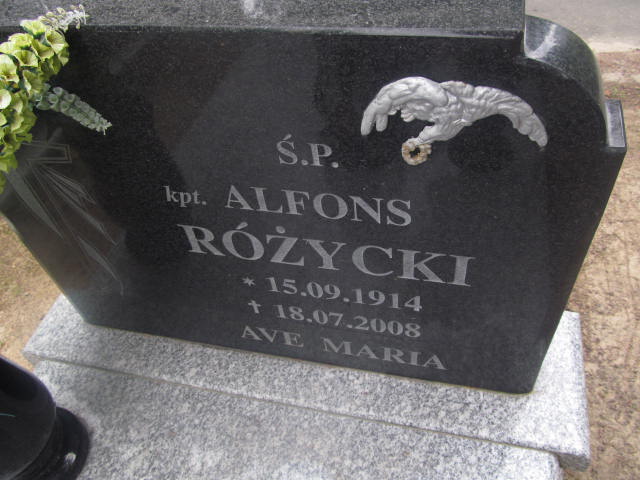 Ś.P.
kpt. ALFONS
RÓŻYCKI
* 15.09.1914
✝ 18.07.2008
AVE MARIA